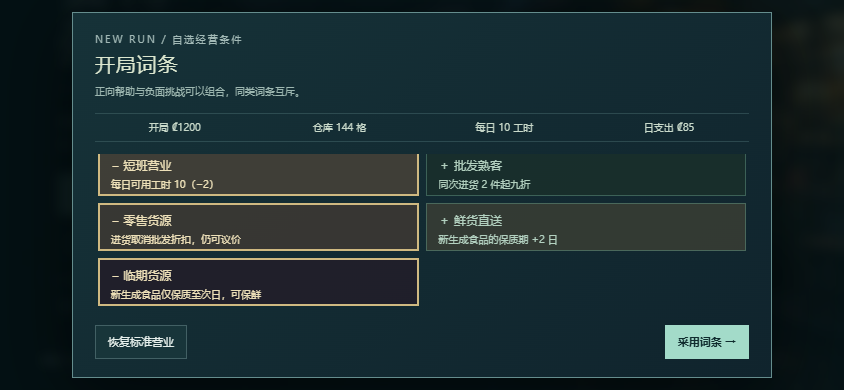 NEW RUN / 自选经营条件
开局词条
正向帮助与负面挑战可以组合，同类词条互斥。
开局 ₡1200 仓库 144 格 每日 10 工时 日支出 ₡85
− 短班营业
每日可用工时 10（−2）
+ 批发熟客
同次进货 2 件起九折
− 零售货源
进货取消批发折扣，仍可议价
+ 鲜货直送
新生成食品的保质期 +2 日
− 临期货源
新生成食品仅保质至次日，可保鲜
恢复标准营业
采用词条 →